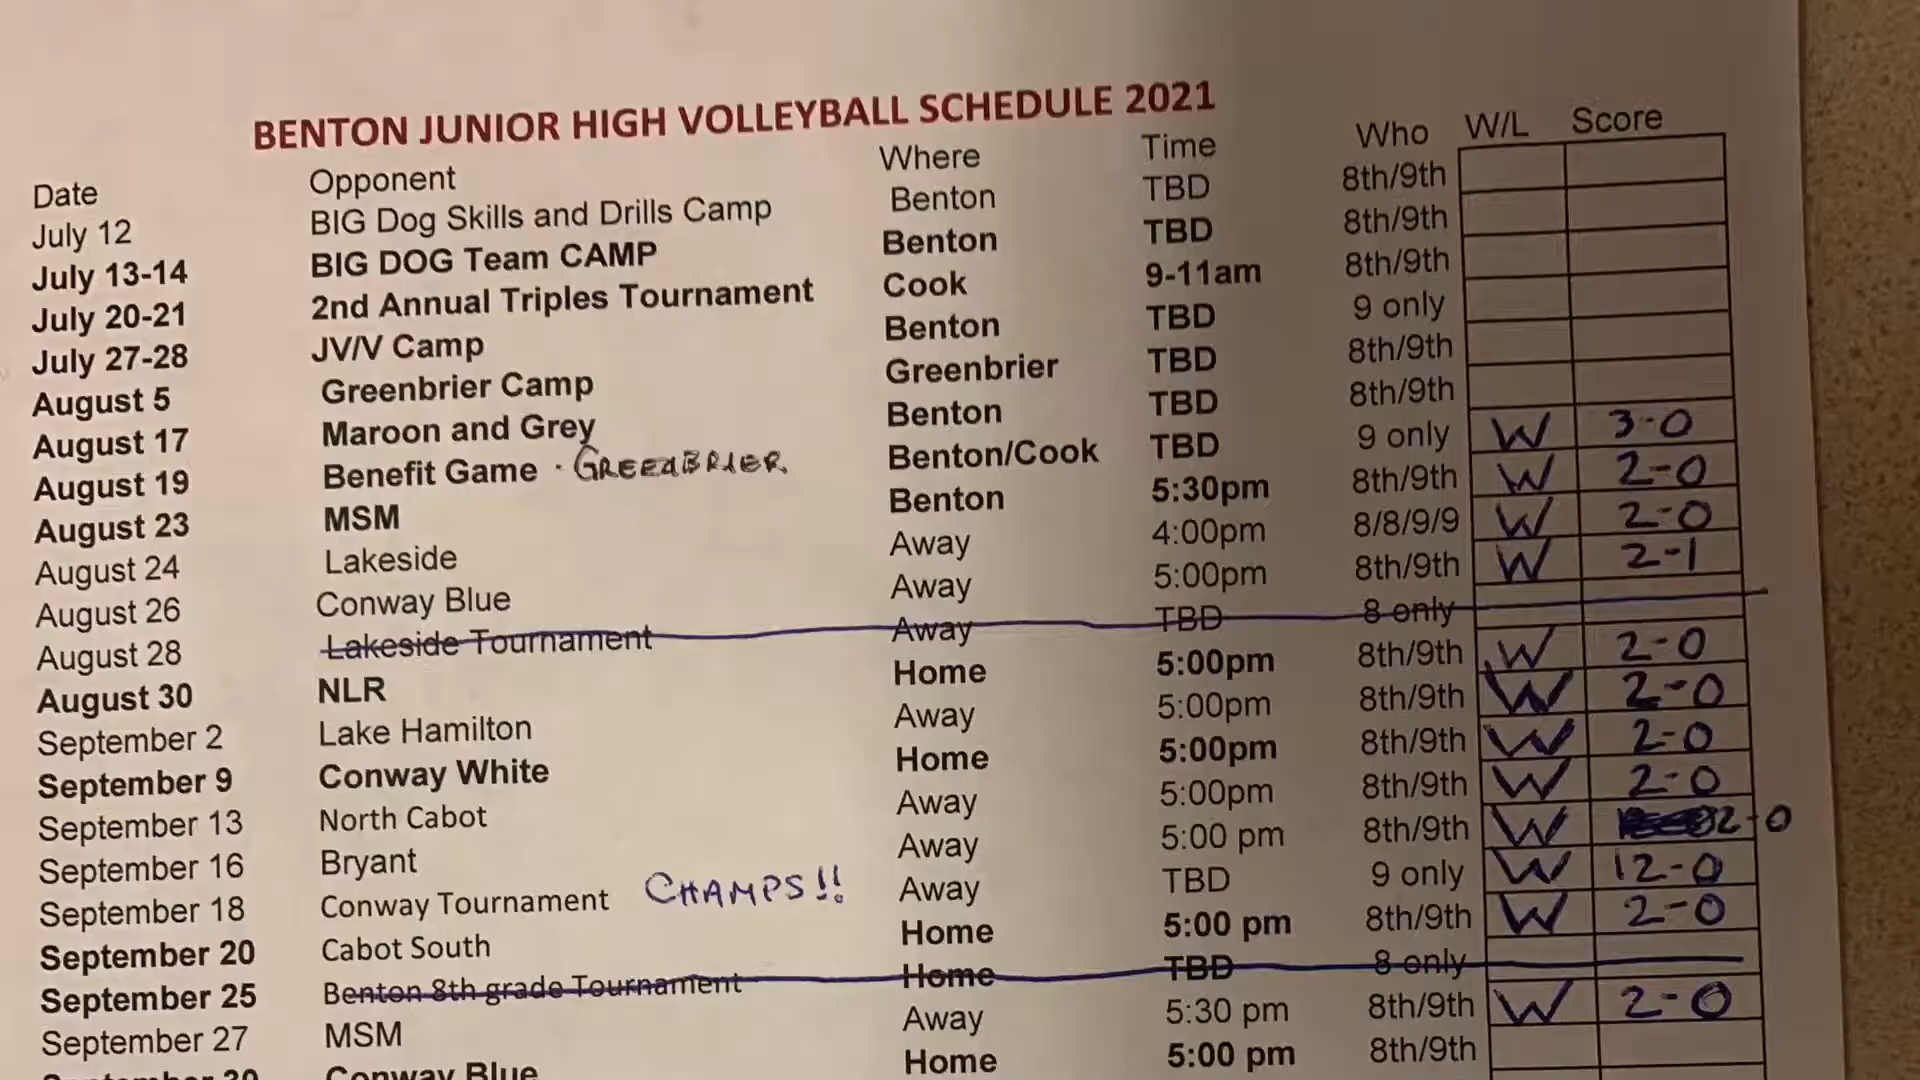 BENTON JUNIOR HIGH VOLLEYBALL SCHEDULE 2021
Date Opponent Where Time Who W/L Score
July 12 BIG Dog Skills and Drills Camp Benton TBD 8th/9th
July 13-14 BIG DOG Team CAMP Benton TBD 8th/9th
July 20-21 2nd Annual Triples Tournament Cook 9-11am 8th/9th
July 27-28 JV/V Camp Benton TBD 9 only
August 5 Greenbrier Camp Greenbrier TBD 8th/9th
August 17 Maroon and Grey Benton TBD 8th/9th
August 19 Benefit Game - GREENBRIER Benton/Cook TBD 9 only W 3-0
August 23 MSM Benton 5:30pm 8th/9th W 2-0
August 24 Lakeside Away 4:00pm 8/8/9/9 W 2-0
August 26 Conway Blue Away 5:00pm 8th/9th W 2-1
August 28 Lakeside Tournament Away TBD 8 only
August 30 NLR Home 5:00pm 8th/9th W 2-0
September 2 Lake Hamilton Away 5:00pm 8th/9th W 2-0
September 9 Conway White Home 5:00pm 8th/9th W 2-0
September 13 North Cabot Away 5:00pm 8th/9th W 2-0
September 16 Bryant Away 5:00 pm 8th/9th W 2-0
September 18 Conway Tournament CHAMPS!! Away TBD 9 only W 12-0
September 20 Cabot South Home 5:00 pm 8th/9th W 2-0
September 25 Benton 8th grade Tournament Home TBD 8 only
September 27 MSM Away 5:30 pm 8th/9th W 2-0
Conway Blue Home 5:00 pm 8th/9th